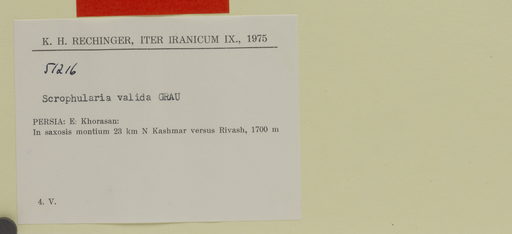 K. H. RECHINGER, ITER IRANICUM IX., 1975
51216
Scrophularia valida GRAU
PERSIA: E: Khorasan:
In saxosis montium 23 km N Kashmar versus Rivash, 1700 m
4. V.